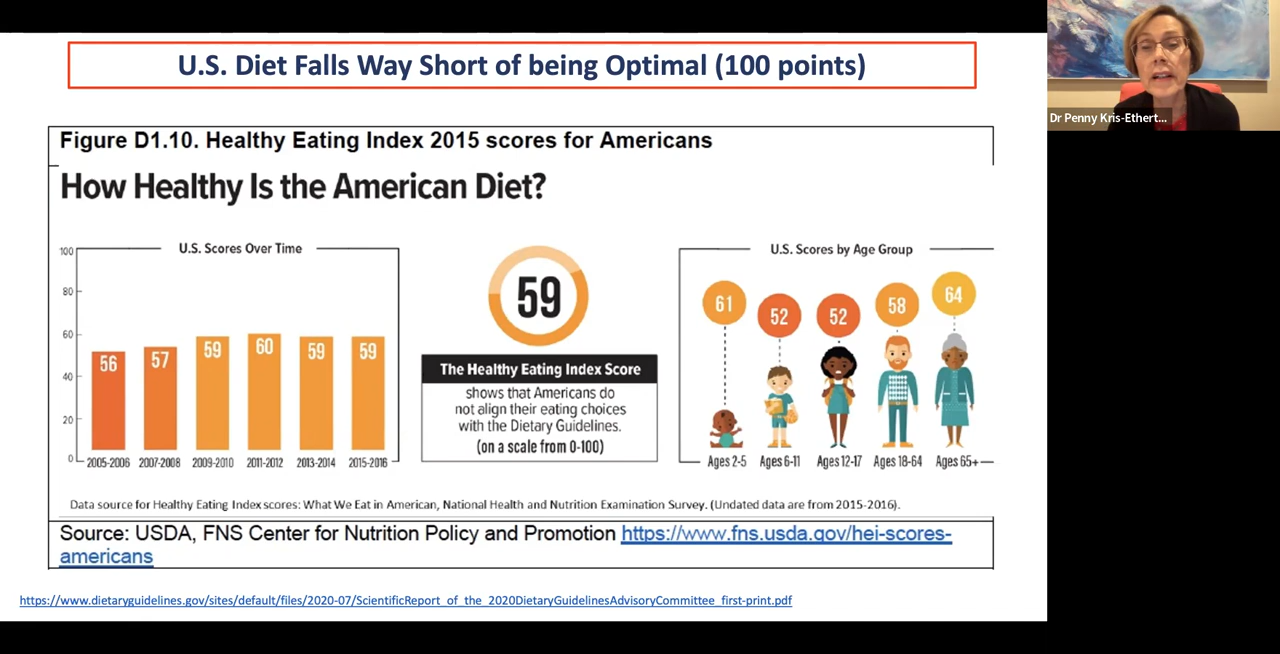 U.S. Diet Falls Way Short of being Optimal (100 points)
Dr Penny Kris-Ethert...
Figure D1.10. Healthy Eating Index 2015 scores for Americans
How Healthy Is the American Diet?
U.S. Scores Over Time
100
80
60
40
20
0
56
57
59
60
59
59
2005-2006
2007-2008
2009-2010
2011-2012
2013-2014
2015-2016
59
The Healthy Eating Index Score
shows that Americans do
not align their eating choices
with the Dietary Guidelines.
(on a scale from 0-100)
U.S. Scores by Age Group
61
52
52
58
64
Ages 2-5
Ages 6-11
Ages 12-17
Ages 18-64
Ages 65+
Data source for Healthy Eating Index scores: What We Eat in American, National Health and Nutrition Examination Survey. (Undated data are from 2015-2016).
Source: USDA, FNS Center for Nutrition Policy and Promotion https://www.fns.usda.gov/hei-scores-
americans
https://www.dietaryguidelines.gov/sites/default/files/2020-07/ScientificReport_of_the_2020DietaryGuidelinesAdvisoryCommittee_first-print.pdf